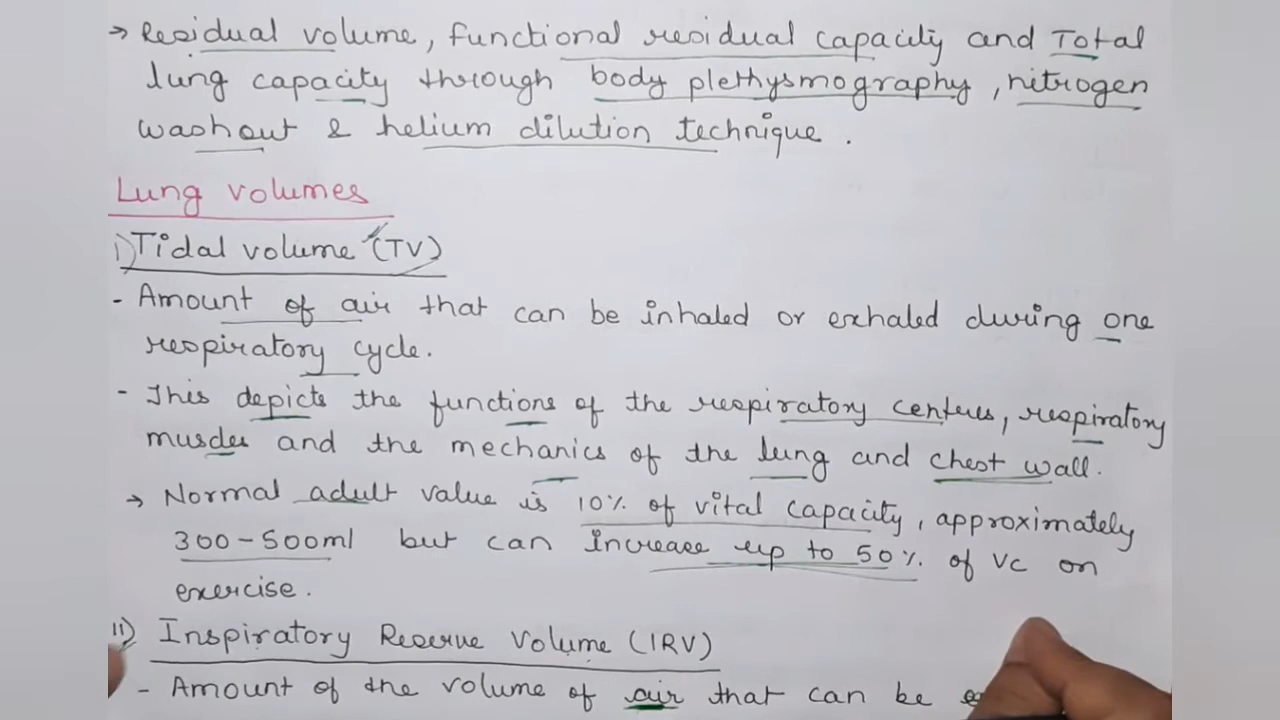 → Residual volume, functional residual capacity and Total
lung capacity through body plethysmography, nitrogen
washout & helium dilution technique.
Lung volumes
i) Tidal volume (TV)
- Amount of air that can be inhaled or exhaled during one
respiratory cycle.
- This depicts the functions of the respiratory centres, respiratory
muscles and the mechanics of the lung and chest wall.
→ Normal adult value is 10% of vital capacity, approximately
300-500ml but can increase up to 50% of VC on
exercise.
II) Inspiratory Reserve Volume (IRV)
- Amount of the volume of air that can be